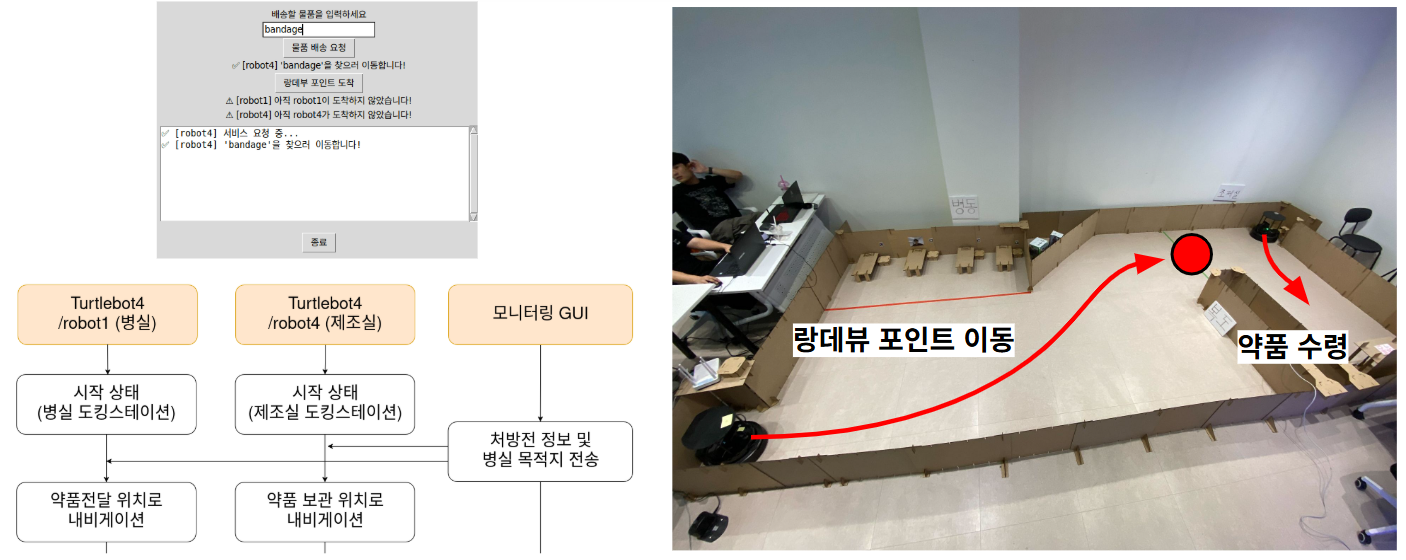 배송할 물품을 입력하세요
bandage
물품 배송 요청
✅ [robot4] 'bandage'을 찾으러 이동합니다!
랑데뷰 포인트 도착
⚠ [robot1] 아직 robot1이 도착하지 않았습니다!
⚠ [robot4] 아직 robot4가 도착하지 않았습니다!
✅ [robot4] 서비스 요청 중...
✅ [robot4] 'bandage'을 찾으러 이동합니다!
종료
Turtlebot4
/robot1 (병실)
Turtlebot4
/robot4 (제조실)
모니터링 GUI
시작 상태
(병실 도킹스테이션)
시작 상태
(제조실 도킹스테이션)
처방전 정보 및
병실 목적지 전송
약품전달 위치로
내비게이션
약품 보관 위치로
내비게이션
병동
복도
랑데뷰 포인트 이동
약품 수령